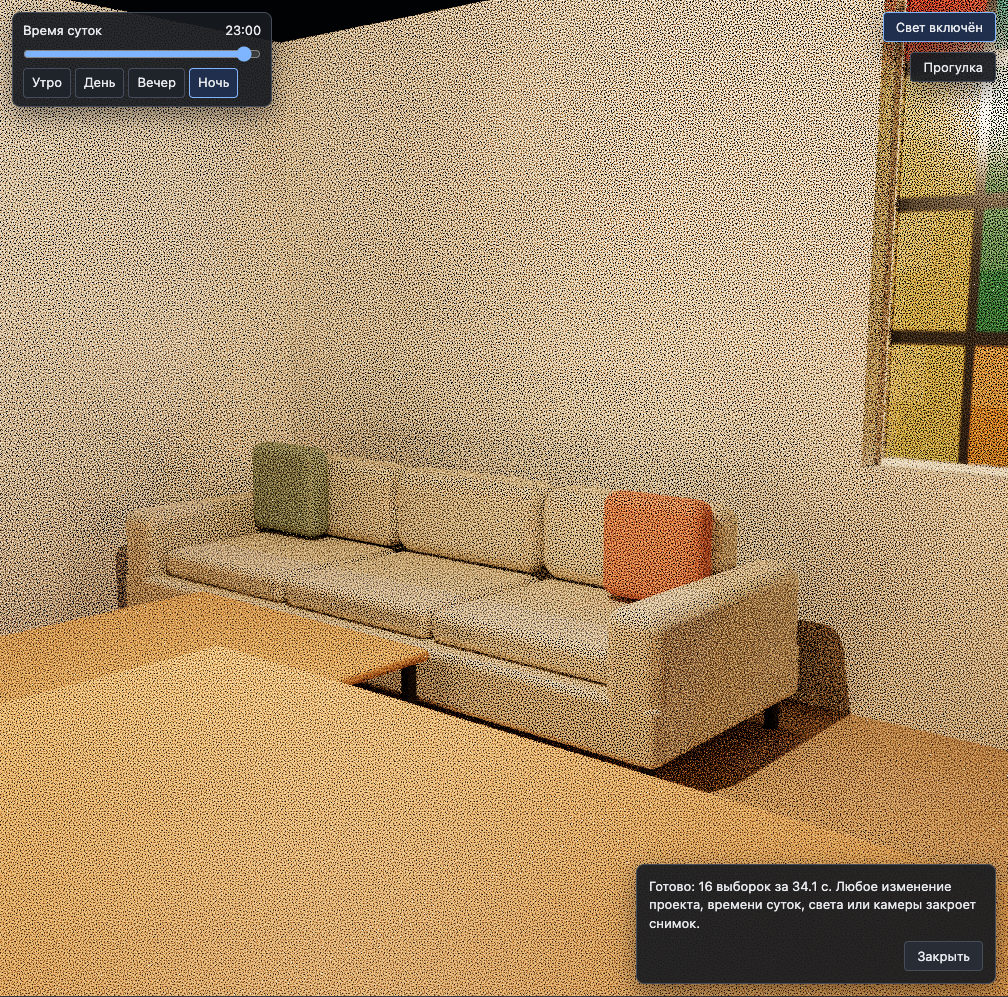 Время суток 23:00
Утро День Вечер Ночь
Свет включён
Прогулка
Готово: 16 выборок за 34.1 с. Любое изменение
проекта, времени суток, света или камеры закроет
снимок.
Закрыть